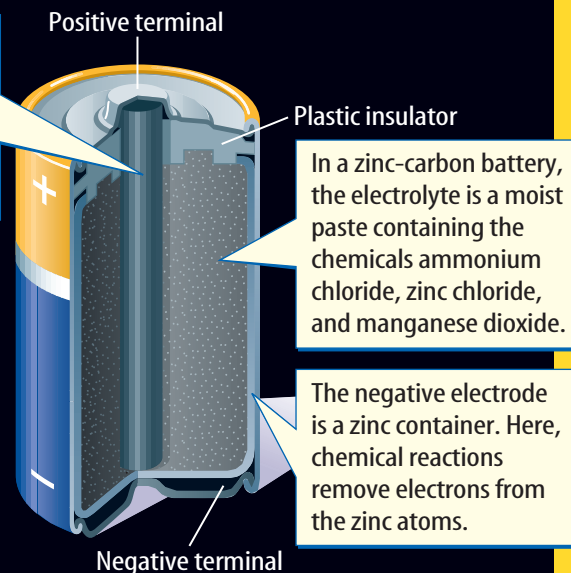 Positive terminal
Plastic insulator
In a zinc-carbon battery,
the electrolyte is a moist
paste containing the
chemicals ammonium
chloride, zinc chloride,
and manganese dioxide.
+
The negative electrode
is a zinc container. Here,
chemical reactions
remove electrons from
the zinc atoms.
–
Negative terminal